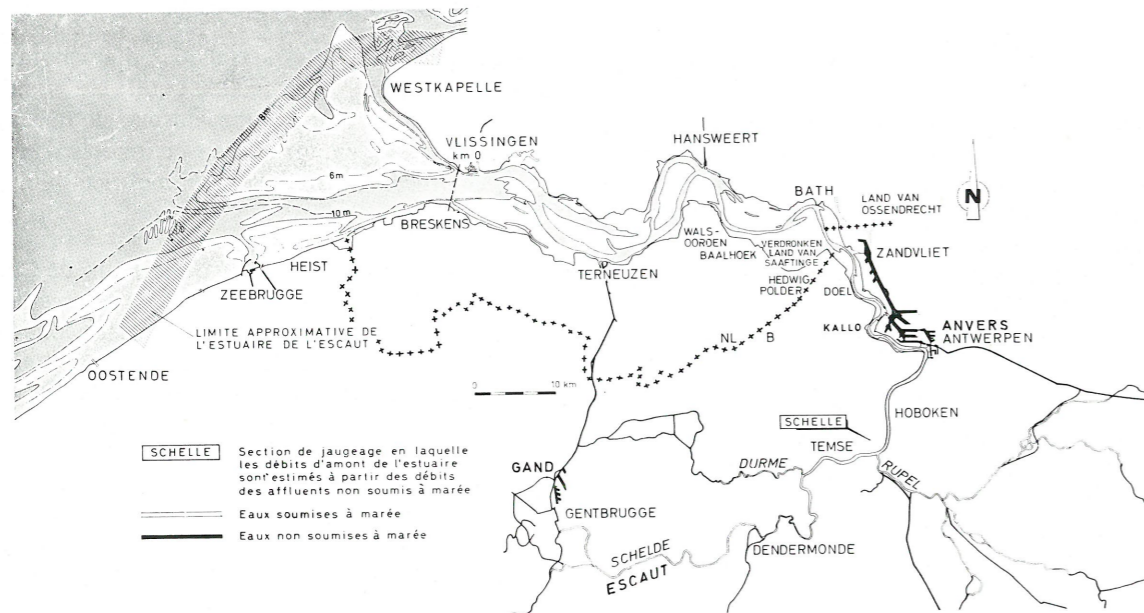 WESTKAPELLE
8m
VLISSINGEN
km 0
HANSWEERT
6m
BATH
LAND VAN
OSSENDRECHT
N
10 m
BRESKENS
WALS-
OORDEN
BAALHOEK
VERDRONKEN
LAND VAN
SAAFTINGE
ZANDVLIET
HEIST
TERNEUZEN
HEDWIG
POLDER
DOEL
ZEEBRUGGE
LIMITE APPROXIMATIVE DE
L'ESTUAIRE DE L'ESCAUT
NL B
KALLO
ANVERS
ANTWERPEN
OOSTENDE
0 10 km
HOBOKEN
SCHELLE
TEMSE
SCHELLE
Section de jaugeage en laquelle
les débits d'amont de l'estuaire
sont estimés à partir des débits
des affluents non soumis à marée
Eaux soumises à marée
Eaux non soumises à marée
GAND
DURME
RUPEL
GENTBRUGGE
SCHELDE
ESCAUT
DENDERMONDE